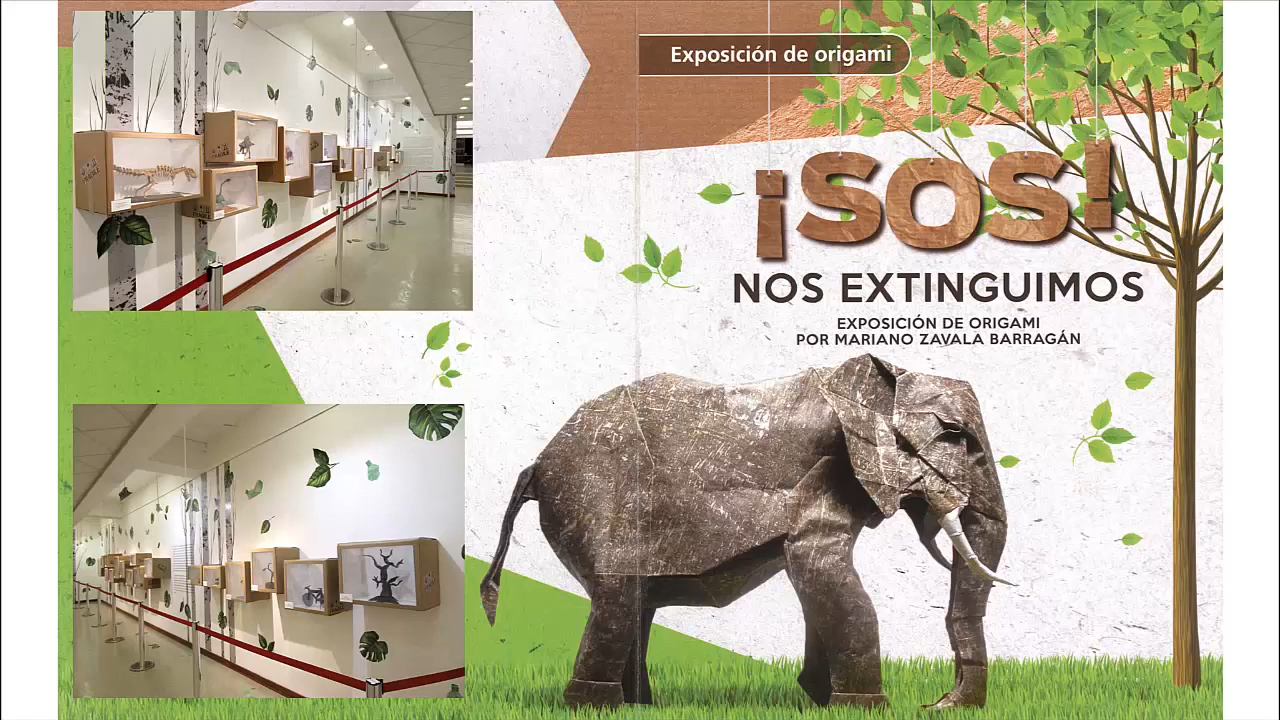 Exposición de origami
¡SOS!
NOS EXTINGUIMOS
EXPOSICIÓN DE ORIGAMI
POR MARIANO ZAVALA BARRAGÁN